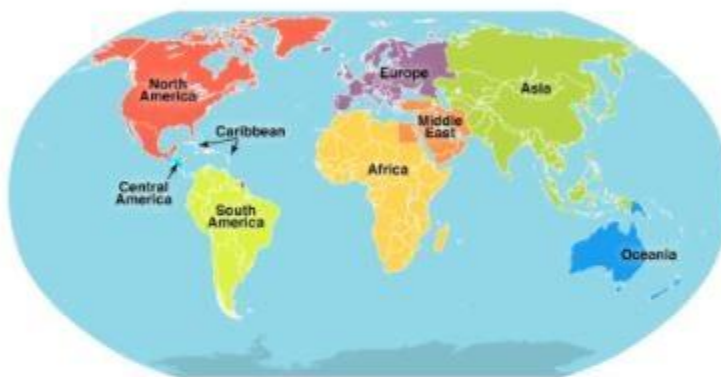 North
America
Europe
Asia
Caribbean
Middle
East
Africa
Central
America
South
America
Oceania